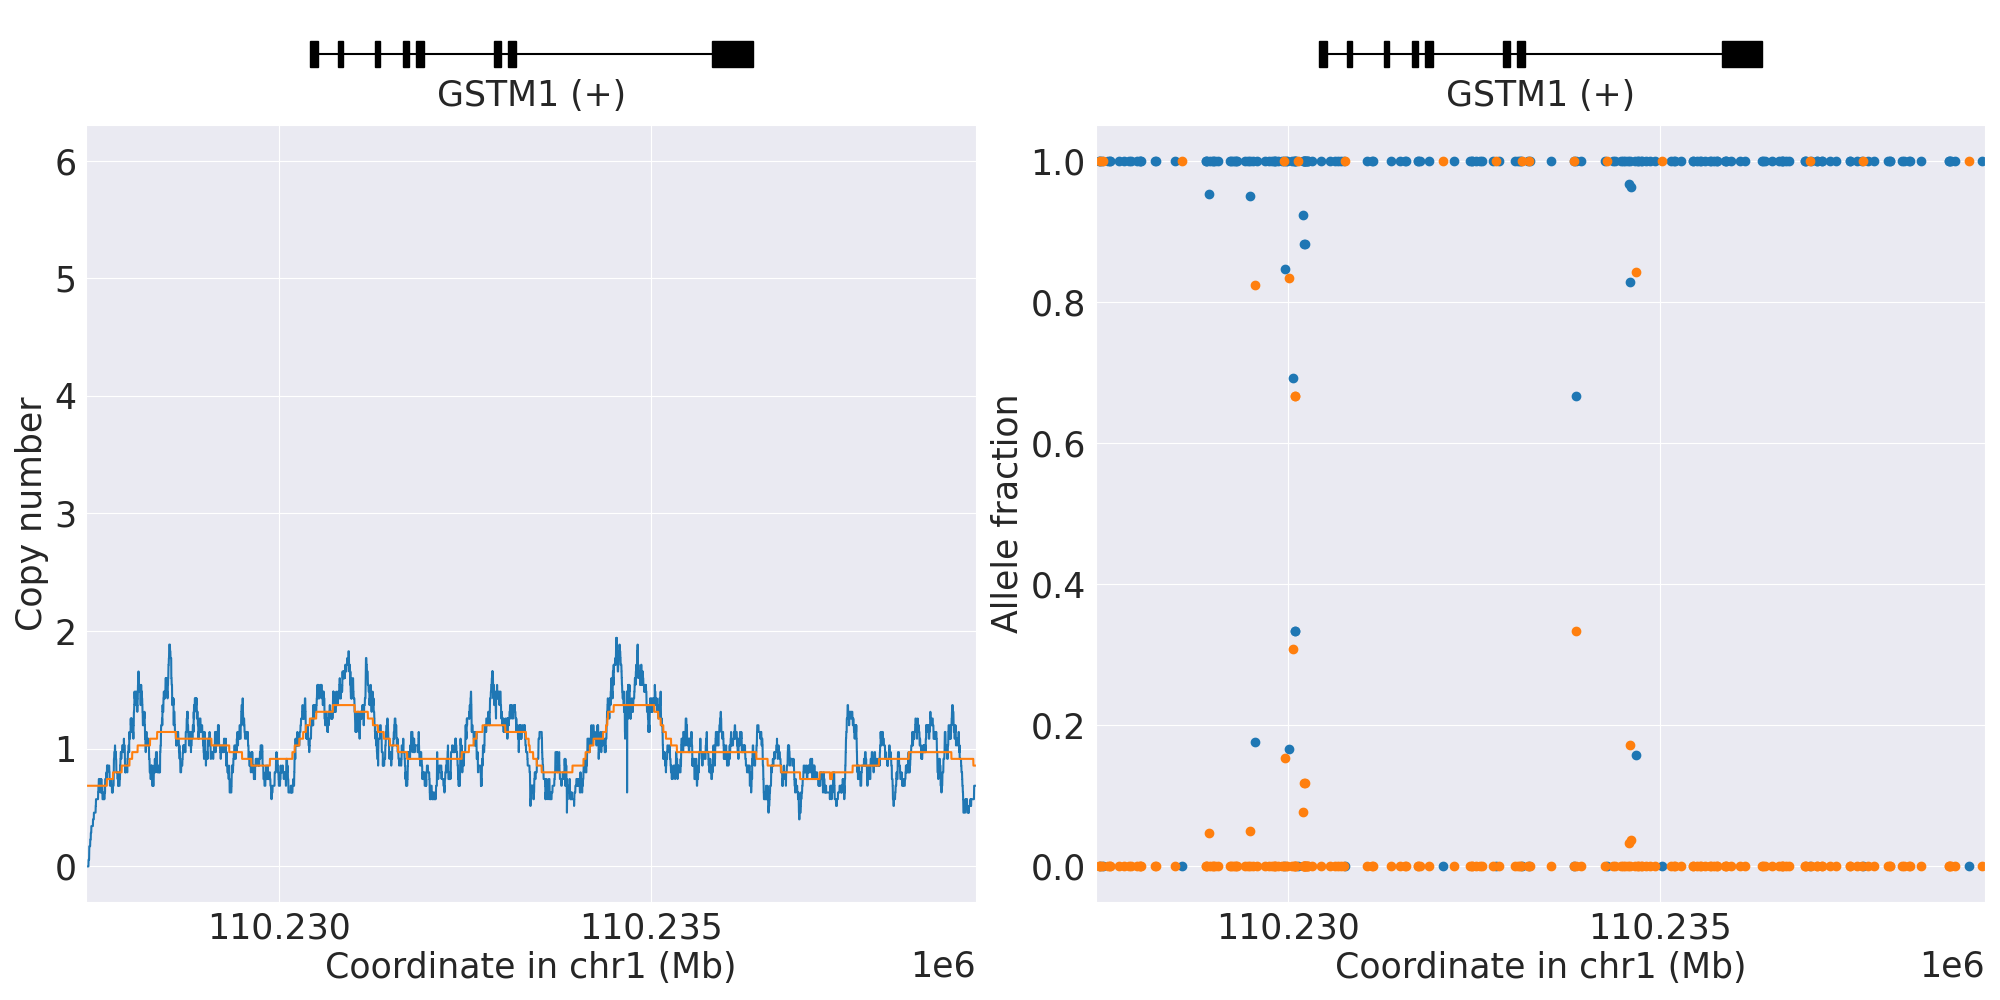 GSTM1 (+)
6
5
4
3
2
1
0
Copy number
110.230
110.235
Coordinate in chr1 (Mb)
1e6
GSTM1 (+)
1.0
0.8
0.6
0.4
0.2
0.0
Allele fraction
110.230
110.235
Coordinate in chr1 (Mb)
1e6